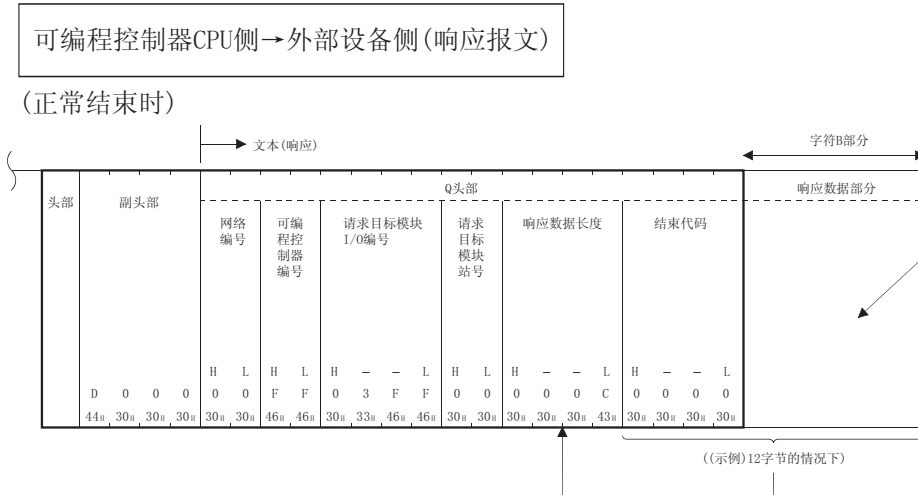 可编程控制器CPU侧→外部设备侧(响应报文)
(正常结束时)
文本(响应)
字符B部分
头部
副头部
Q头部
响应数据部分
网络
编号
可编
程控
制器
编号
请求目标模块
I/O编号
请求
目标
模块
站号
响应数据长度
结束代码
H L H L H - - L H L H - - L H - - L
D 0 0 0 0 0 F F 0 3 F F 0 0 0 0 0 C 0 0 0 0
44H 30H 30H 30H 30H 30H 46H 46H 30H 33H 46H 46H 30H 30H 30H 30H 30H 43H 30H 30H 30H 30H
((示例)12字节的情况下)